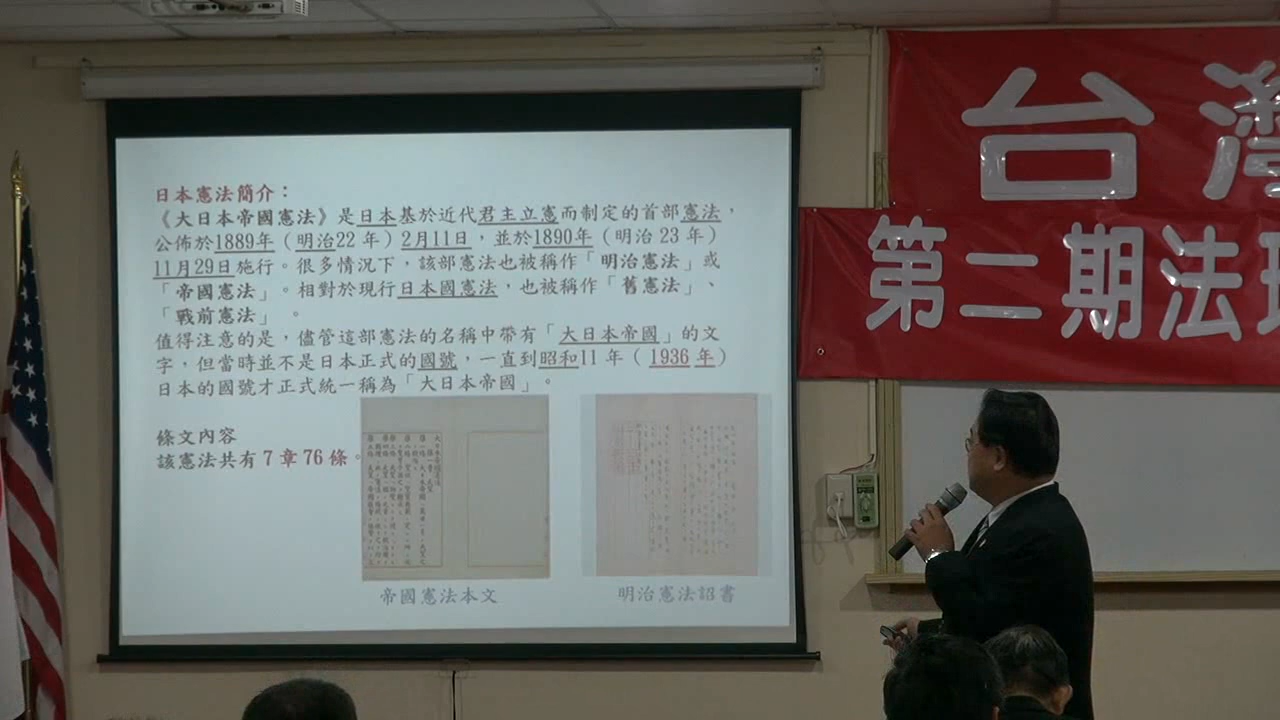 日本憲法簡介：
《大日本帝國憲法》是日本基於近代君主立憲而制定的首部憲法，
公佈於1889年（明治22年）2月11日，並於1890年（明治23年）
11月29日施行。很多情況下，該部憲法也被稱作「明治憲法」或
「帝國憲法」。相對於現行日本國憲法，也被稱作「舊憲法」、
「戰前憲法」。
值得注意的是，儘管這部憲法的名稱中帶有「大日本帝國」的文
字，但當時並不是日本正式的國號，一直到昭和11年（1936年）
日本的國號才正式統一稱為「大日本帝國」。
條文內容
該憲法共有7章76條。
帝國憲法本文
明治憲法詔書
台灣
第二期法理